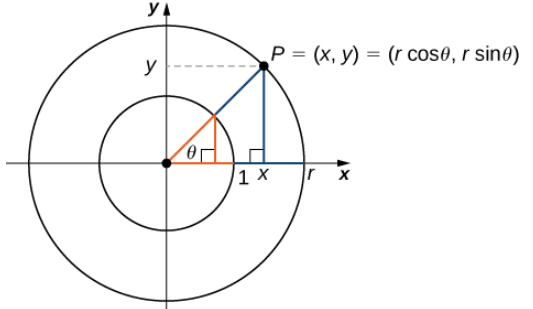 y
P = (x, y) = (r cosθ, r sinθ)
y
θ
1
x
r
x